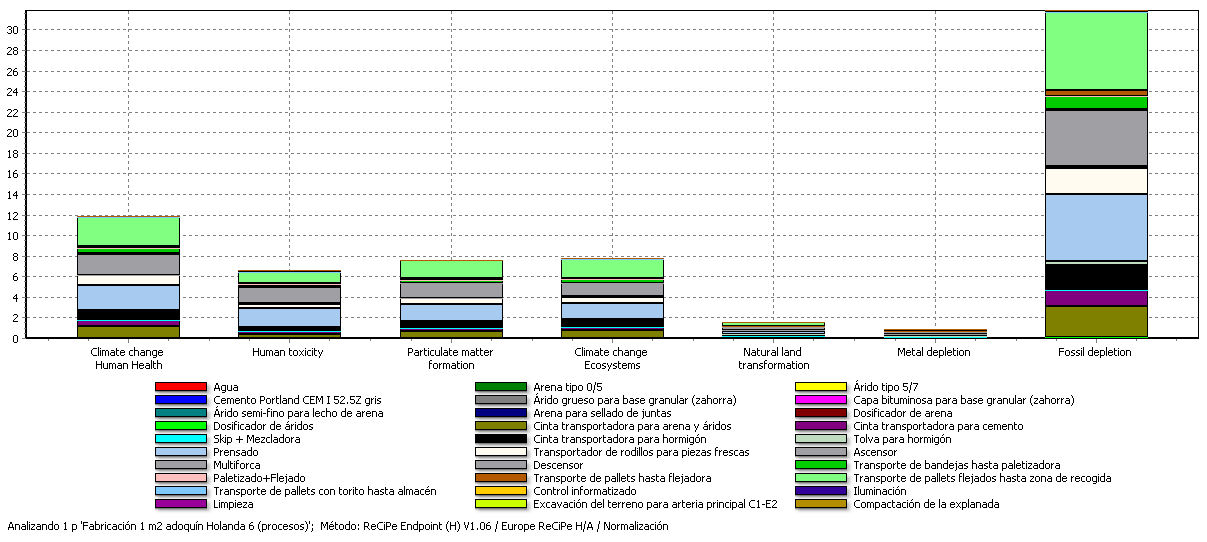 30
28
26
24
22
20
18
16
14
12
10
8
6
4
2
0
Climate change
Human Health
Human toxicity
Particulate matter
formation
Climate change
Ecosystems
Natural land
transformation
Metal depletion
Fossil depletion
Agua
Arena tipo 0/5
Árido tipo 5/7
Cemento Portland CEM I 52.5Z gris
Árido grueso para base granular (zahorra)
Capa bituminosa para base granular (zahorra)
Árido semi-fino para lecho de arena
Arena para sellado de juntas
Dosificador de arena
Dosificador de áridos
Cinta transportadora para arena y áridos
Cinta transportadora para cemento
Skip + Mezcladora
Cinta transportadora para hormigón
Tolva para hormigón
Prensado
Transportador de rodillos para piezas frescas
Ascensor
Multiforca
Descensor
Transporte de bandejas hasta paletizadora
Paletizado+Flejado
Transporte de pallets hasta flejadora
Transporte de pallets flejados hasta zona de recogida
Transporte de pallets con torito hasta almacén
Control informatizado
Iluminación
Limpieza
Excavación del terreno para arteria principal C1-E2
Compactación de la explanada
Analizando 1 p 'Fabricación 1 m2 adoquín Holanda 6 (procesos)'; Método: ReCiPe Endpoint (H) V1.06 / Europe ReCiPe H/A / Normalización